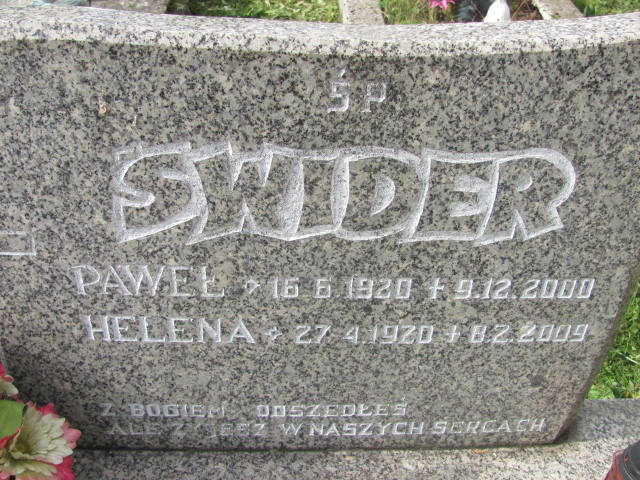 ŚP
ŚWIDER
PAWEŁ * 16.6.1920 + 9.12.2000
HELENA * 27.4.1920 + 8.2.2009
Z BOGIEM ODSZEDŁEŚ
ALE ŻYJESZ W NASZYCH SERCACH